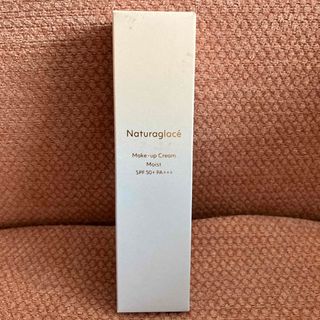 Naturaglacé
Make-up Cream
Moist
SPF 50+ PA+++